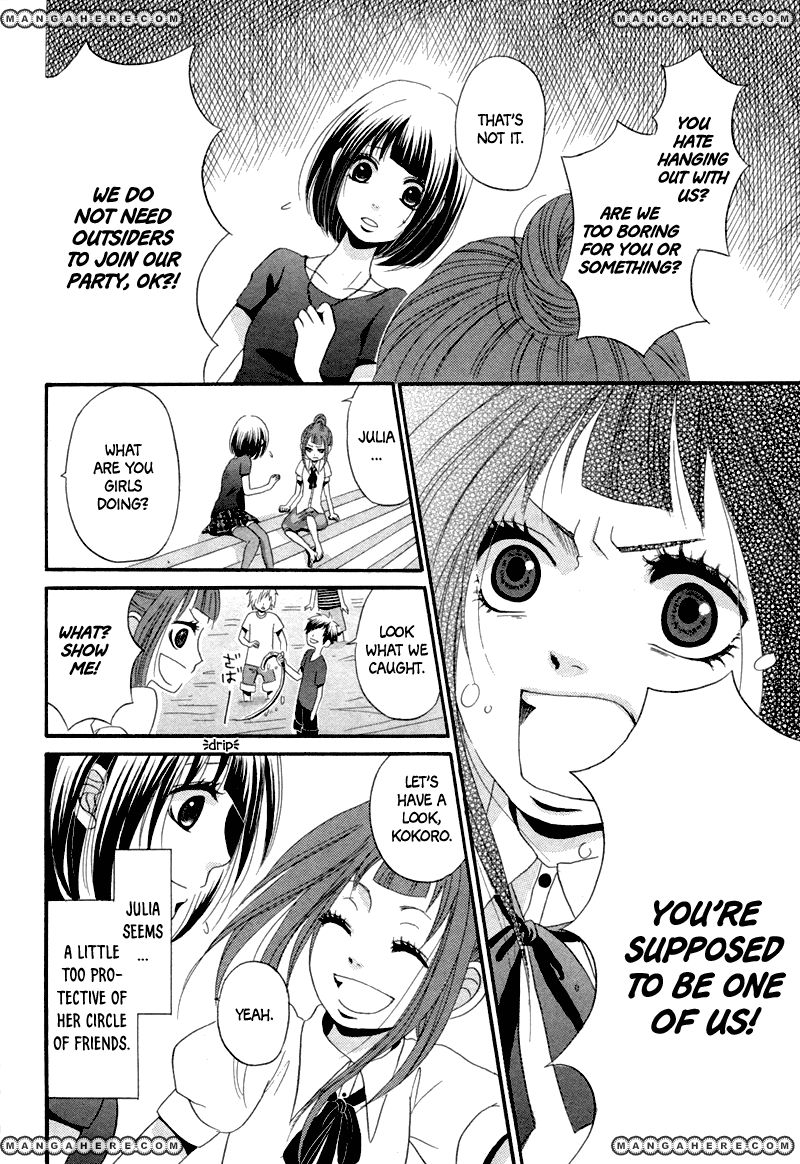 MANGAHERE.COM
MANGAHERE.COM
YOU
HATE
HANGING
OUT WITH
US?
ARE WE
TOO BORING
FOR YOU OR
SOMETHING?
THAT'S
NOT IT.
WE DO
NOT NEED
OUTSIDERS
TO JOIN OUR
PARTY, OK?!
YOU'RE
SUPPOSED
TO BE ONE
OF US!
JULIA
...
WHAT
ARE YOU
GIRLS
DOING?
LOOK
WHAT WE
CAUGHT.
ざば
drip
WHAT?
SHOW
ME!
LET'S
HAVE A
LOOK,
KOKORO.
YEAH.
JULIA
SEEMS
...
A LITTLE
TOO PRO-
TECTIVE OF
HER CIRCLE
OF FRIENDS.
MANGAHERE.COM
MANGAHERE.COM